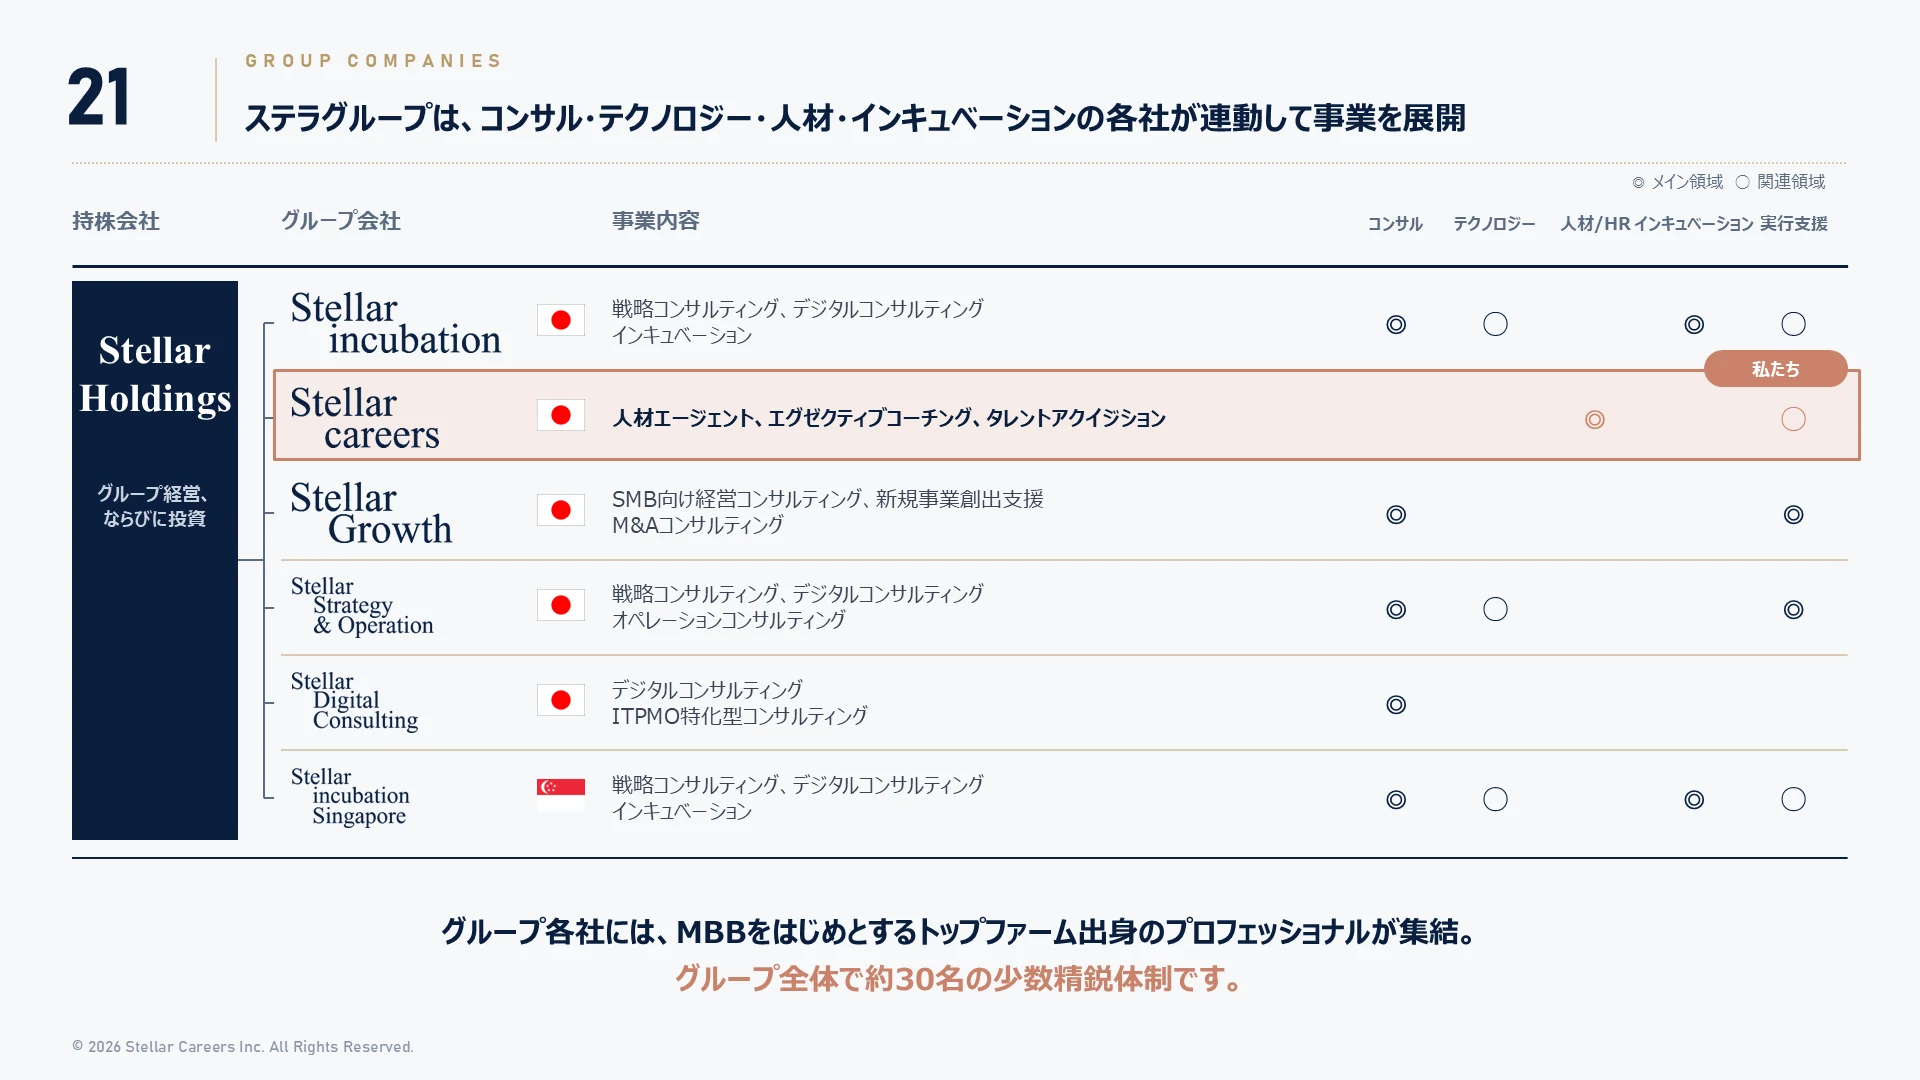 21
GROUP COMPANIES
ステラグループは、コンサル・テクノロジー・人材・インキュベーションの各社が連動して事業を展開
◎ メイン領域 ○ 関連領域
持株会社 グループ会社 事業内容 コンサル テクノロジー 人材/HR インキュベーション 実行支援
Stellar
Holdings
グループ経営、
ならびに投資
Stellar
incubation
戦略コンサルティング、デジタルコンサルティング
インキュベーション
◎ ○ ◎ ○
私たち
Stellar
careers
人材エージェント、エグゼクティブコーチング、タレントアクイジション
◎ ○
Stellar
Growth
SMB向け経営コンサルティング、新規事業創出支援
M&Aコンサルティング
◎ ◎
Stellar
Strategy
& Operation
戦略コンサルティング、デジタルコンサルティング
オペレーションコンサルティング
◎ ○ ◎
Stellar
Digital
Consulting
デジタルコンサルティング
ITPMO特化型コンサルティング
◎
Stellar
incubation
Singapore
戦略コンサルティング、デジタルコンサルティング
インキュベーション
◎ ○ ◎ ○
グループ各社には、MBBをはじめとするトップファーム出身のプロフェッショナルが集結。
グループ全体で約30名の少数精鋭体制です。
© 2026 Stellar Careers Inc. All Rights Reserved.